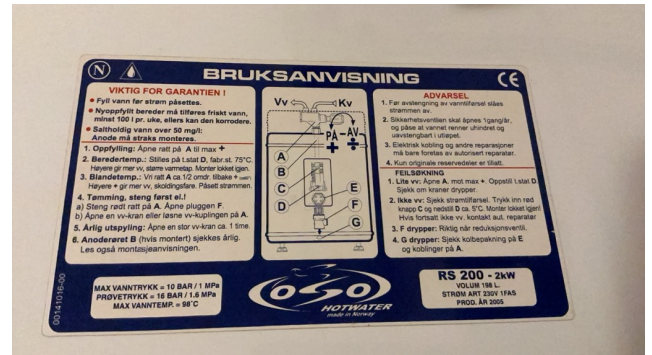 BRUKSANVISNING
N
CE
VIKTIG FOR GARANTIEN !
• Fyll vann før strøm påsettes.
• Nyoppfylt bereder må tilføres friskt vann,
minst 100 l pr. uke, ellers kan den korrodere.
• Saltholdig vann over 50 mg/l:
Anode må straks monteres.
1. Oppfylling: Åpne ratt på A til max +
2. Beredertemp.: Stilles på t.stat D, fabr.st. 75°C.
Høyere gir mer vv, større varmetap. Monter lokket igjen.
3. Blandetemp.: Vri ratt A ca. 1/2 omdr. tilbake +
Høyere + gir mer vv, skoldingsfare. Påsett strømmen.
4. Tømming, steng først el.!
a) Steng rødt ratt på A. Åpne pluggen F.
b) Åpne en vv-kran eller løsne vv-kuplingen på A.
5. Årlig utspyling: Åpne en stor vv-kran ca. 1 time.
6. Anoderøret B (hvis montert) sjekkes årlig.
Les også montasjeanvisningen.
Vv
Kv
PÅ
+
AV
A
B
C
D
E
F
G
ADVARSEL
1. Før avstengning av vanntilførsel slåes
strømmen av.
2. Sikkerhetsventilen skal åpnes 1gang/år,
og påse at vannet renner uhindret og
uavstengbart i utløpet.
3. Elektrisk kobling og andre reparasjoner
må bare foretas av autorisert reparatør.
4. Kun originale reservedeler er tillatt.
FEILSØKING
1. Lite vv: Åpne A, mot max +. Oppstill t.stat D.
Sjekk om kraner drypper.
2. Ikke vv: Sjekk strømtilførsel. Trykk inn rød
knapp C og nedstill D ca. 5°C. Monter lokket igjen!
Hvis fortsatt ikke vv. kontakt aut. reparatør
3. F drypper: Riktig når reduksjonsventil.
4. G drypper: Sjekk kolbepakning på E
og koblinger på A.
00141016-00
MAX VANNTRYKK = 10 BAR / 1 MPa
PRØVETRYKK = 16 BAR / 1.6 MPa
MAX VANNTEMP. = 98°C
OSO
HOTWATER
made in Norway
RS 200 - 2kW
VOLUM 198 L.
STRØM ART 230V 1FAS
PROD. ÅR 2005